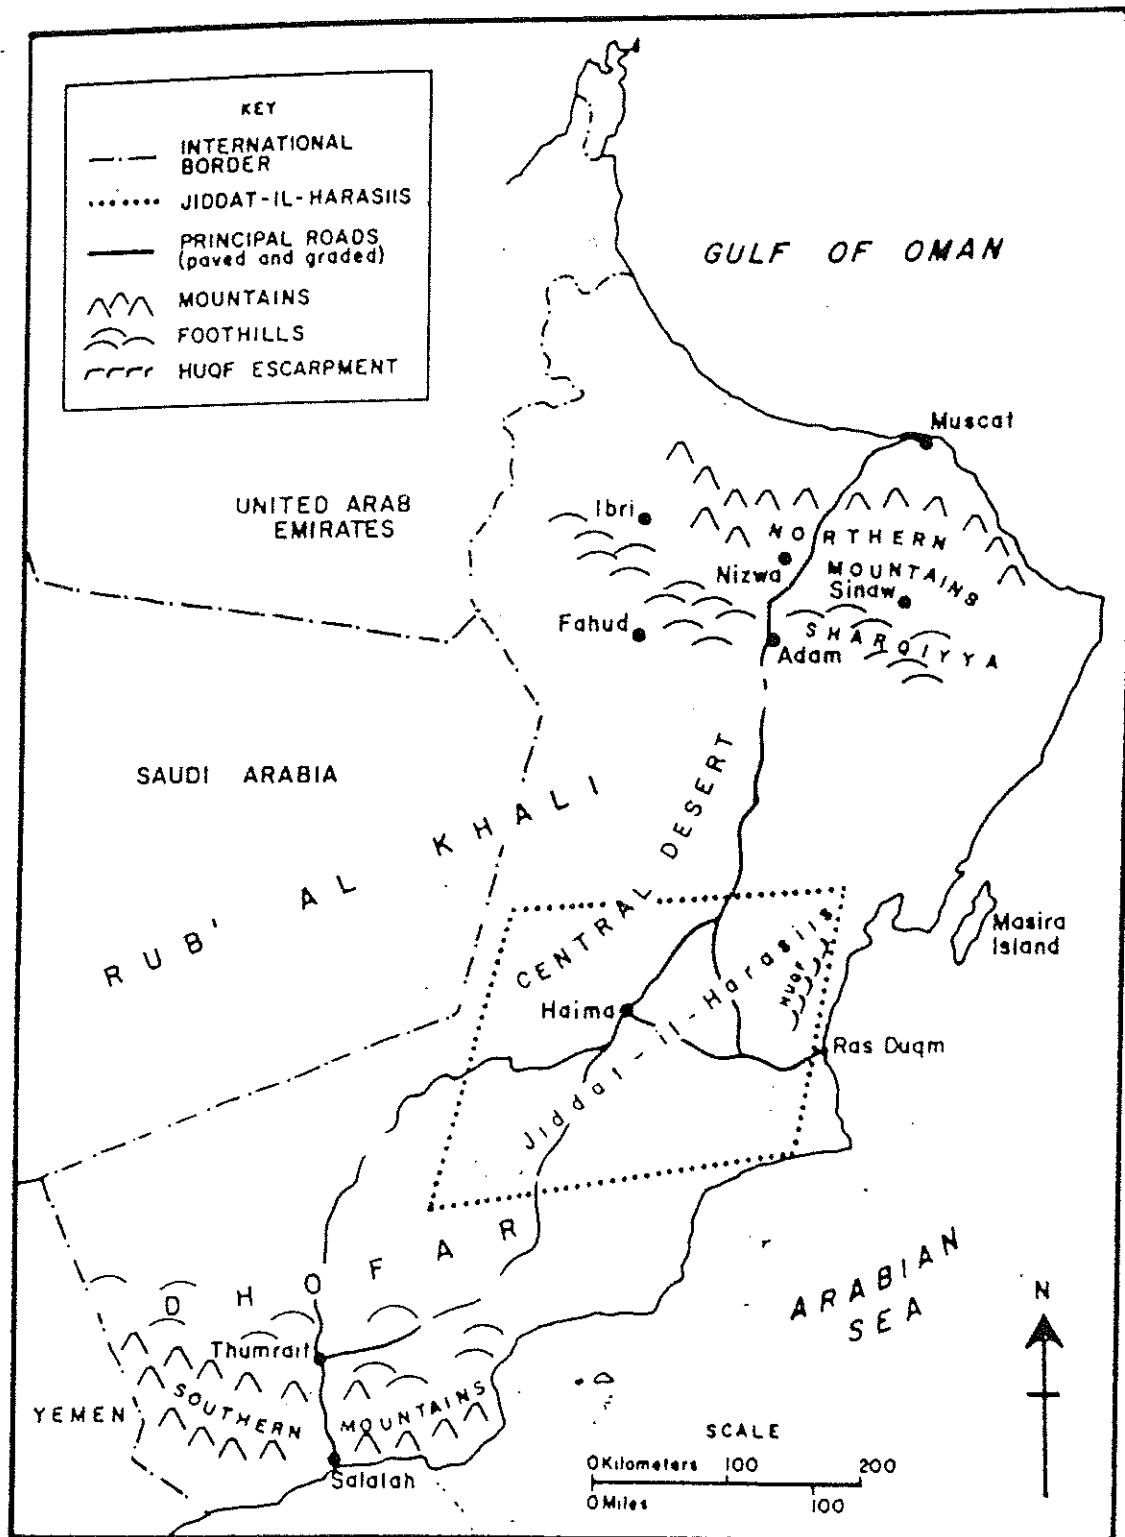 KEY
INTERNATIONAL
BORDER
JIDDAT-IL-HARASIIS
PRINCIPAL ROADS
(paved and graded)
MOUNTAINS
FOOTHILLS
HUQF ESCARPMENT
GULF OF OMAN
Muscat
UNITED ARAB
EMIRATES
Ibri
NORTHERN
MOUNTAINS
Nizwa
Sinaw
Fahud
SHARQIYYA
Adam
SAUDI ARABIA
RUB' AL KHALI
CENTRAL DESERT
Masira
Island
Jiddat-il-Harasiis
HUQF
Haima
Ras Duqm
DHOFAR
ARABIAN
SEA
N
Thumrait
YEMEN
SOUTHERN MOUNTAINS
Salalah
SCALE
0 Kilometers 100 200
0 Miles 100